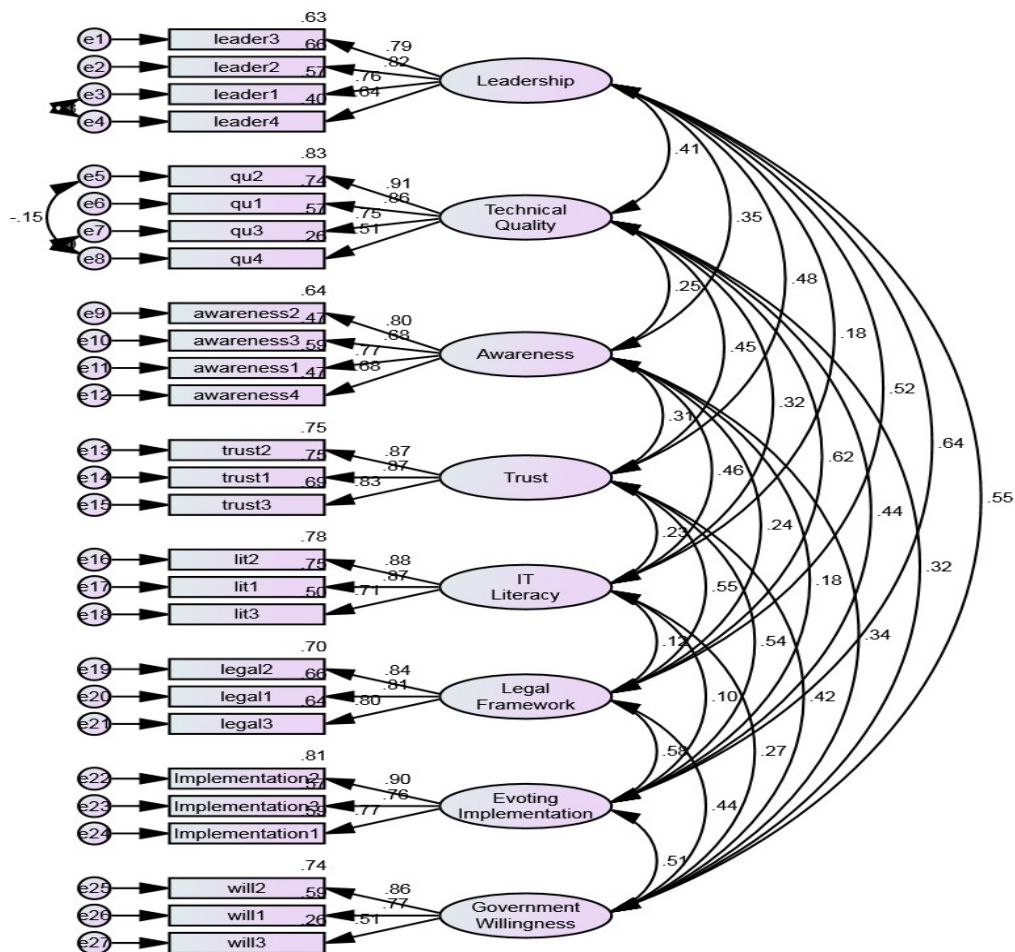 .63
e1 leader3 .79
.66
e2 leader2 .82 Leadership
.57
e3 leader1 .76
.40
e4 leader4 .64
.41
.83
e5 qu2 .91
.74
e6 qu1 .86 Technical
Quality
-.15
.57
e7 qu3 .75
.26
e8 qu4 .51
.35
.25
.48
.18
.64
e9 awareness2 .80
.47
e10 awareness3 .68 Awareness
.59
e11 awareness1 .77
.47
e12 awareness4 .68
.45
.52
.31
.32
.64
.75
e13 trust2 .87
.75
e14 trust1 .87 Trust
.69
e15 trust3 .83
.46
.62
.55
.44
.23
.24
.78
e16 lit2 .88
.75
e17 lit1 .87 IT
Literacy
.50
e18 lit3 .71
.55
.18
.32
.12
.54
.34
.70
e19 legal2 .84
.66
e20 legal1 .81 Legal
Framework
.64
e21 legal3 .80
.10
.42
.58
.27
.81
e22 Implementation2 .90
.57
e23 Implementation3 .76 Evoting
Implementation
.59
e24 Implementation1 .77
.44
.51
.74
e25 will2 .86
.59
e26 will1 .77 Government
Willingness
.26
e27 will3 .51